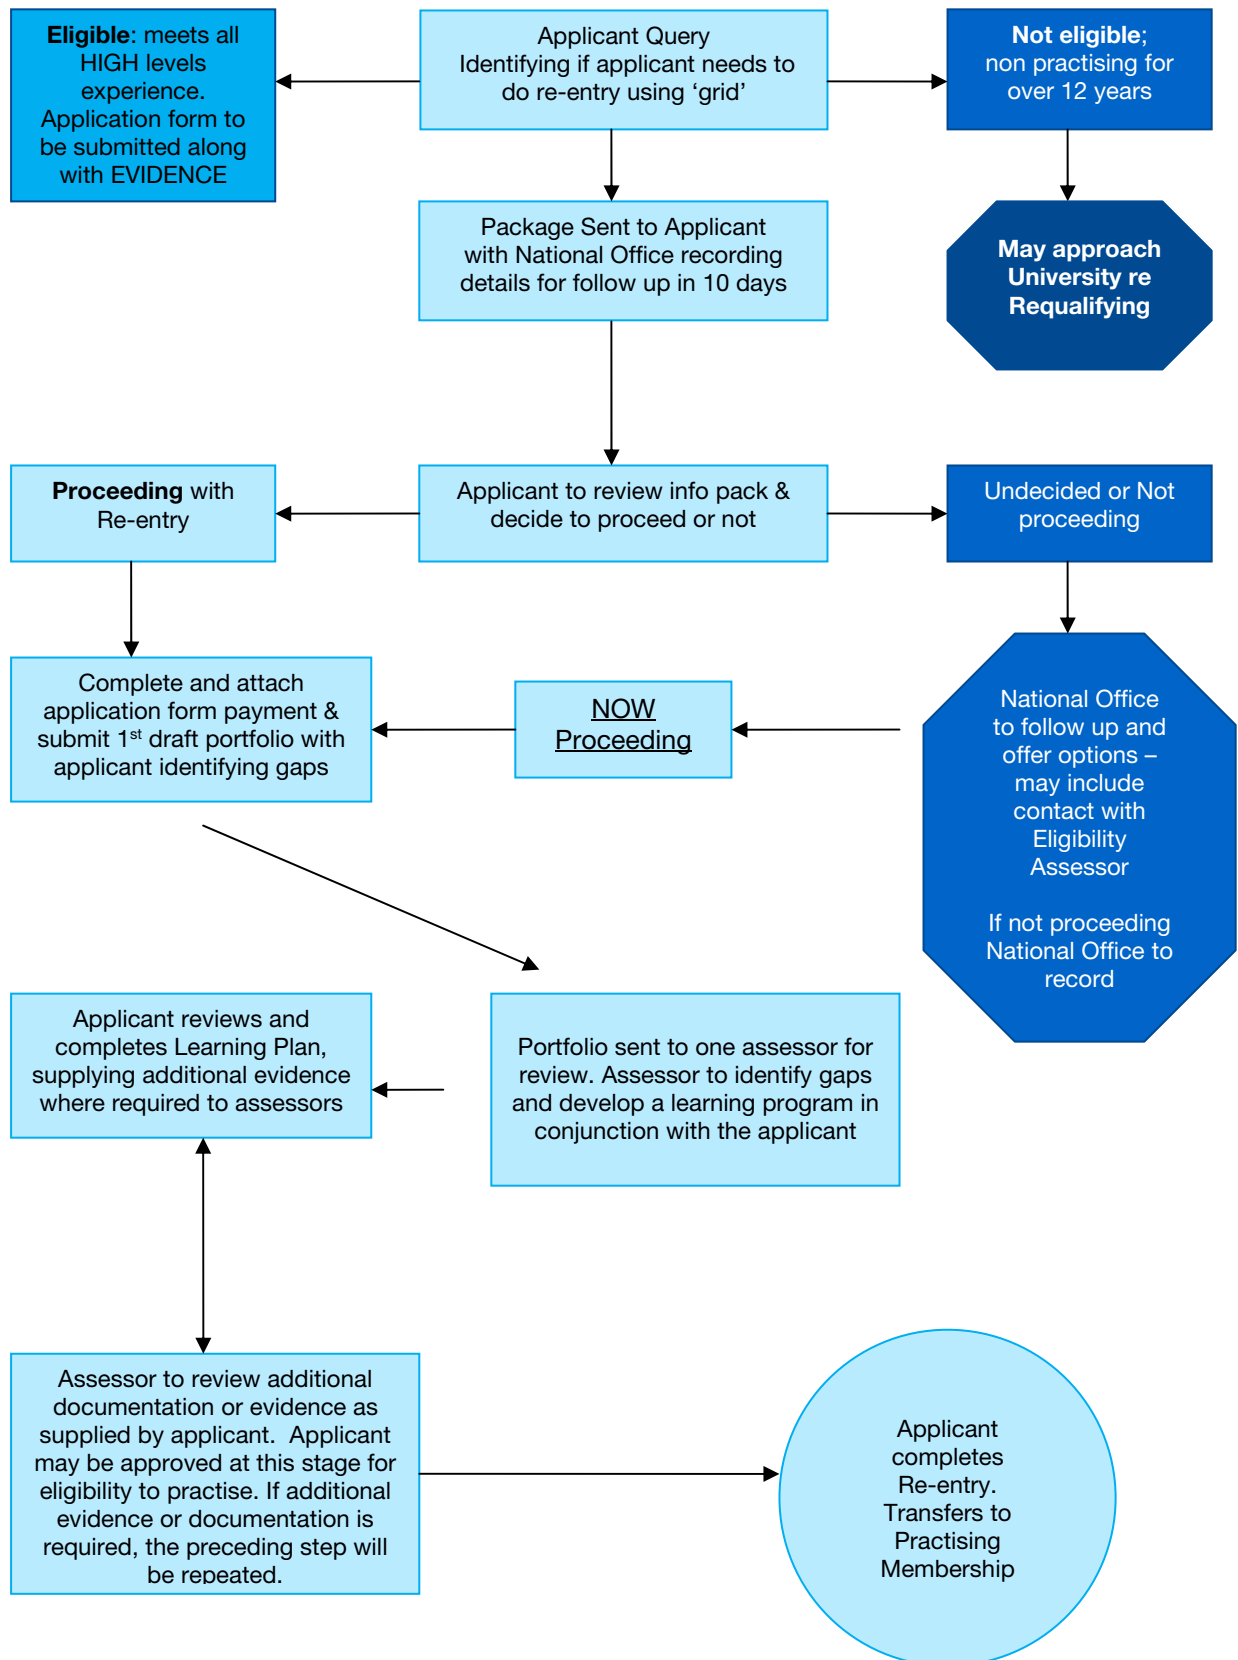 Eligible: meets all
HIGH levels
experience.
Application form to
be submitted along
with EVIDENCE
Applicant Query
Identifying if applicant needs to
do re-entry using ‘grid’
Not eligible;
non practising for
over 12 years
Package Sent to Applicant
with National Office recording
details for follow up in 10 days
May approach
University re
Requalifying
Proceeding with
Re-entry
Applicant to review info pack &
decide to proceed or not
Undecided or Not
proceeding
Complete and attach
application form payment &
submit 1st draft portfolio with
applicant identifying gaps
NOW
Proceeding
National Office
to follow up and
offer options –
may include
contact with
Eligibility
Assessor
If not proceeding
National Office to
record
Applicant reviews and
completes Learning Plan,
supplying additional evidence
where required to assessors
Portfolio sent to one assessor for
review. Assessor to identify gaps
and develop a learning program in
conjunction with the applicant
Assessor to review additional
documentation or evidence as
supplied by applicant.  Applicant
may be approved at this stage for
eligibility to practise. If additional
evidence or documentation is
required, the preceding step will
be repeated.
Applicant
completes
Re-entry.
Transfers to
Practising
Membership